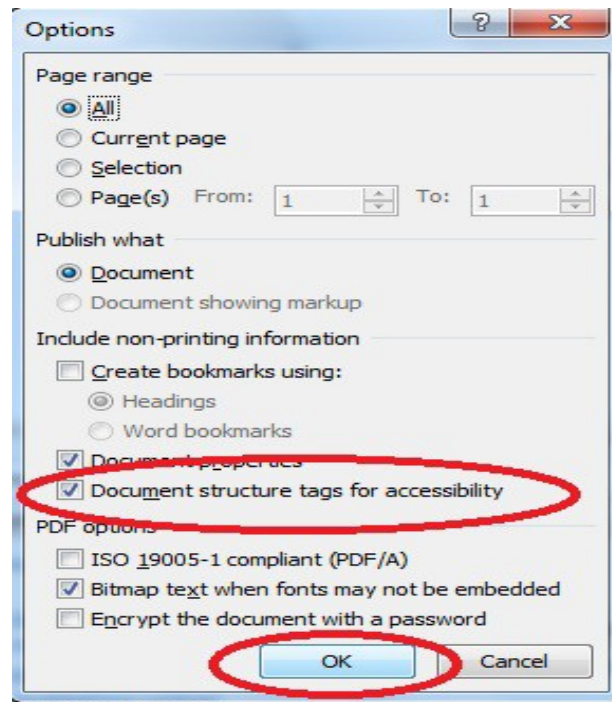 Options
Page range
All
Current page
Selection
Page(s) From: 1 To: 1
Publish what
Document
Document showing markup
Include non-printing information
Create bookmarks using:
Headings
Word bookmarks
Document properties
Document structure tags for accessibility
PDF options
ISO 19005-1 compliant (PDF/A)
Bitmap text when fonts may not be embedded
Encrypt the document with a password
OK Cancel